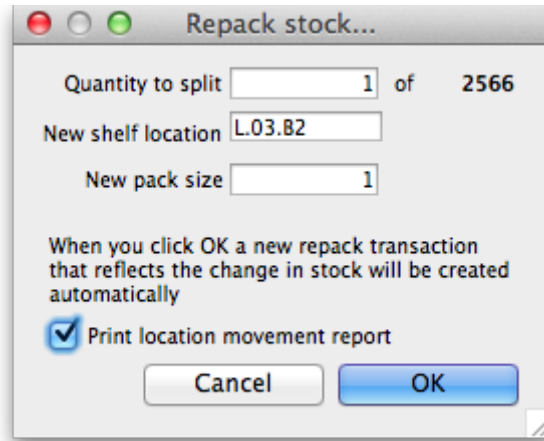 Repack stock...
Quantity to split 1 of 2566
New shelf location L.03.B2
New pack size 1
When you click OK a new repack transaction
that reflects the change in stock will be created
automatically
Print location movement report
Cancel OK